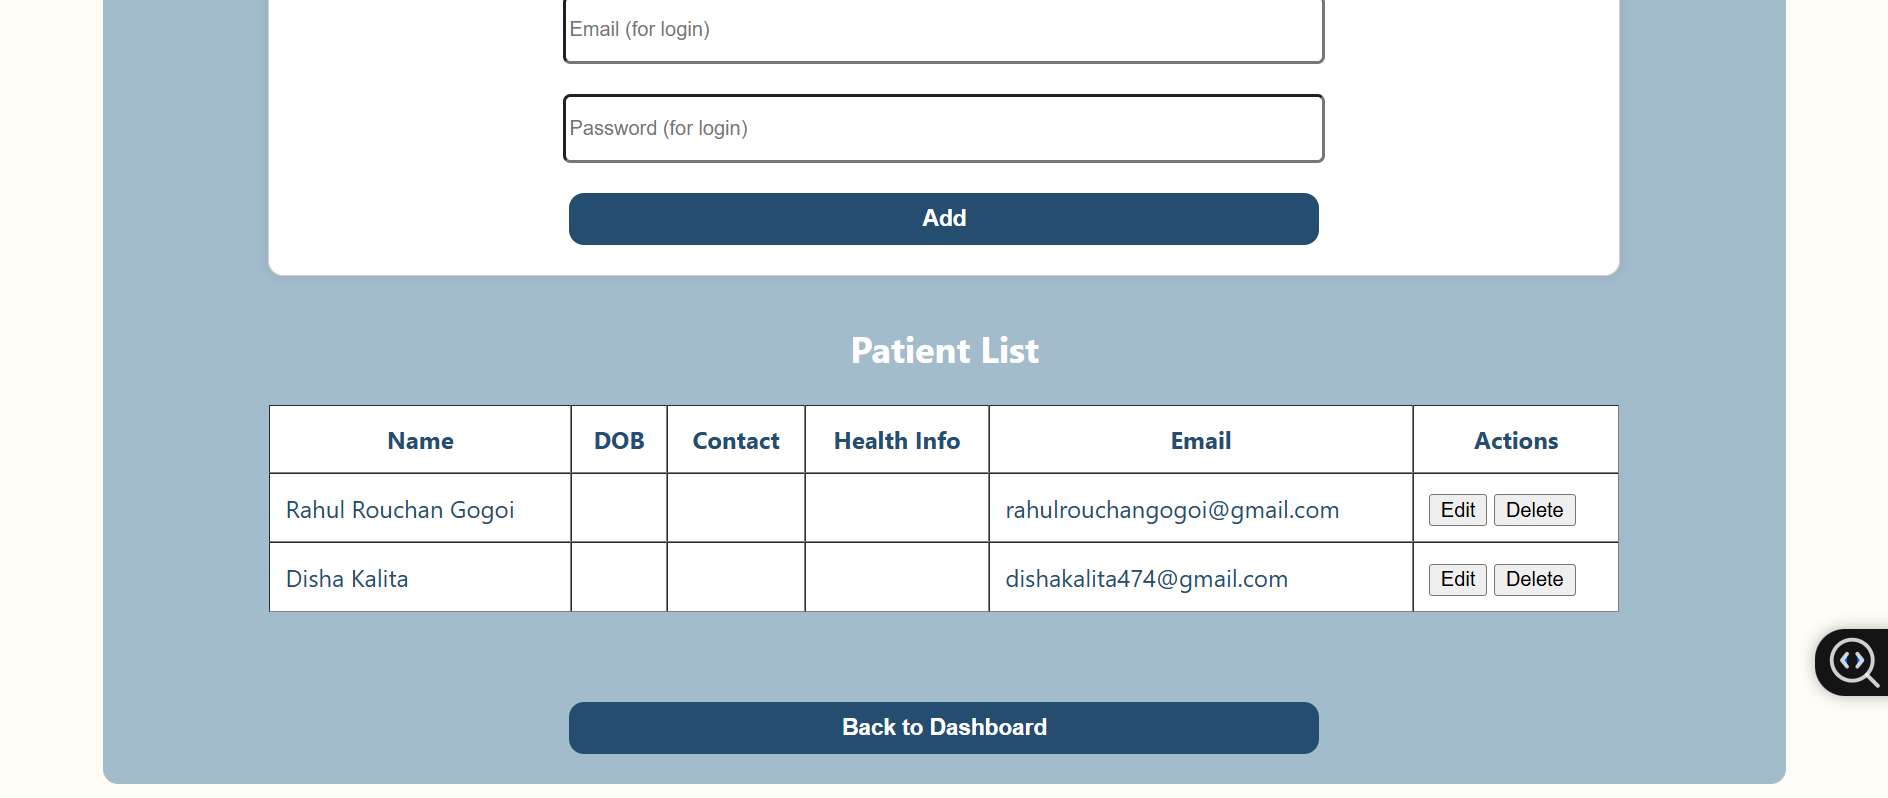 Email (for login)
Password (for login)
Add
Patient List
Name DOB Contact Health Info Email Actions
Rahul Rouchan Gogoi rahulrouchangogoi@gmail.com Edit Delete
Disha Kalita dishakalita474@gmail.com Edit Delete
Back to Dashboard